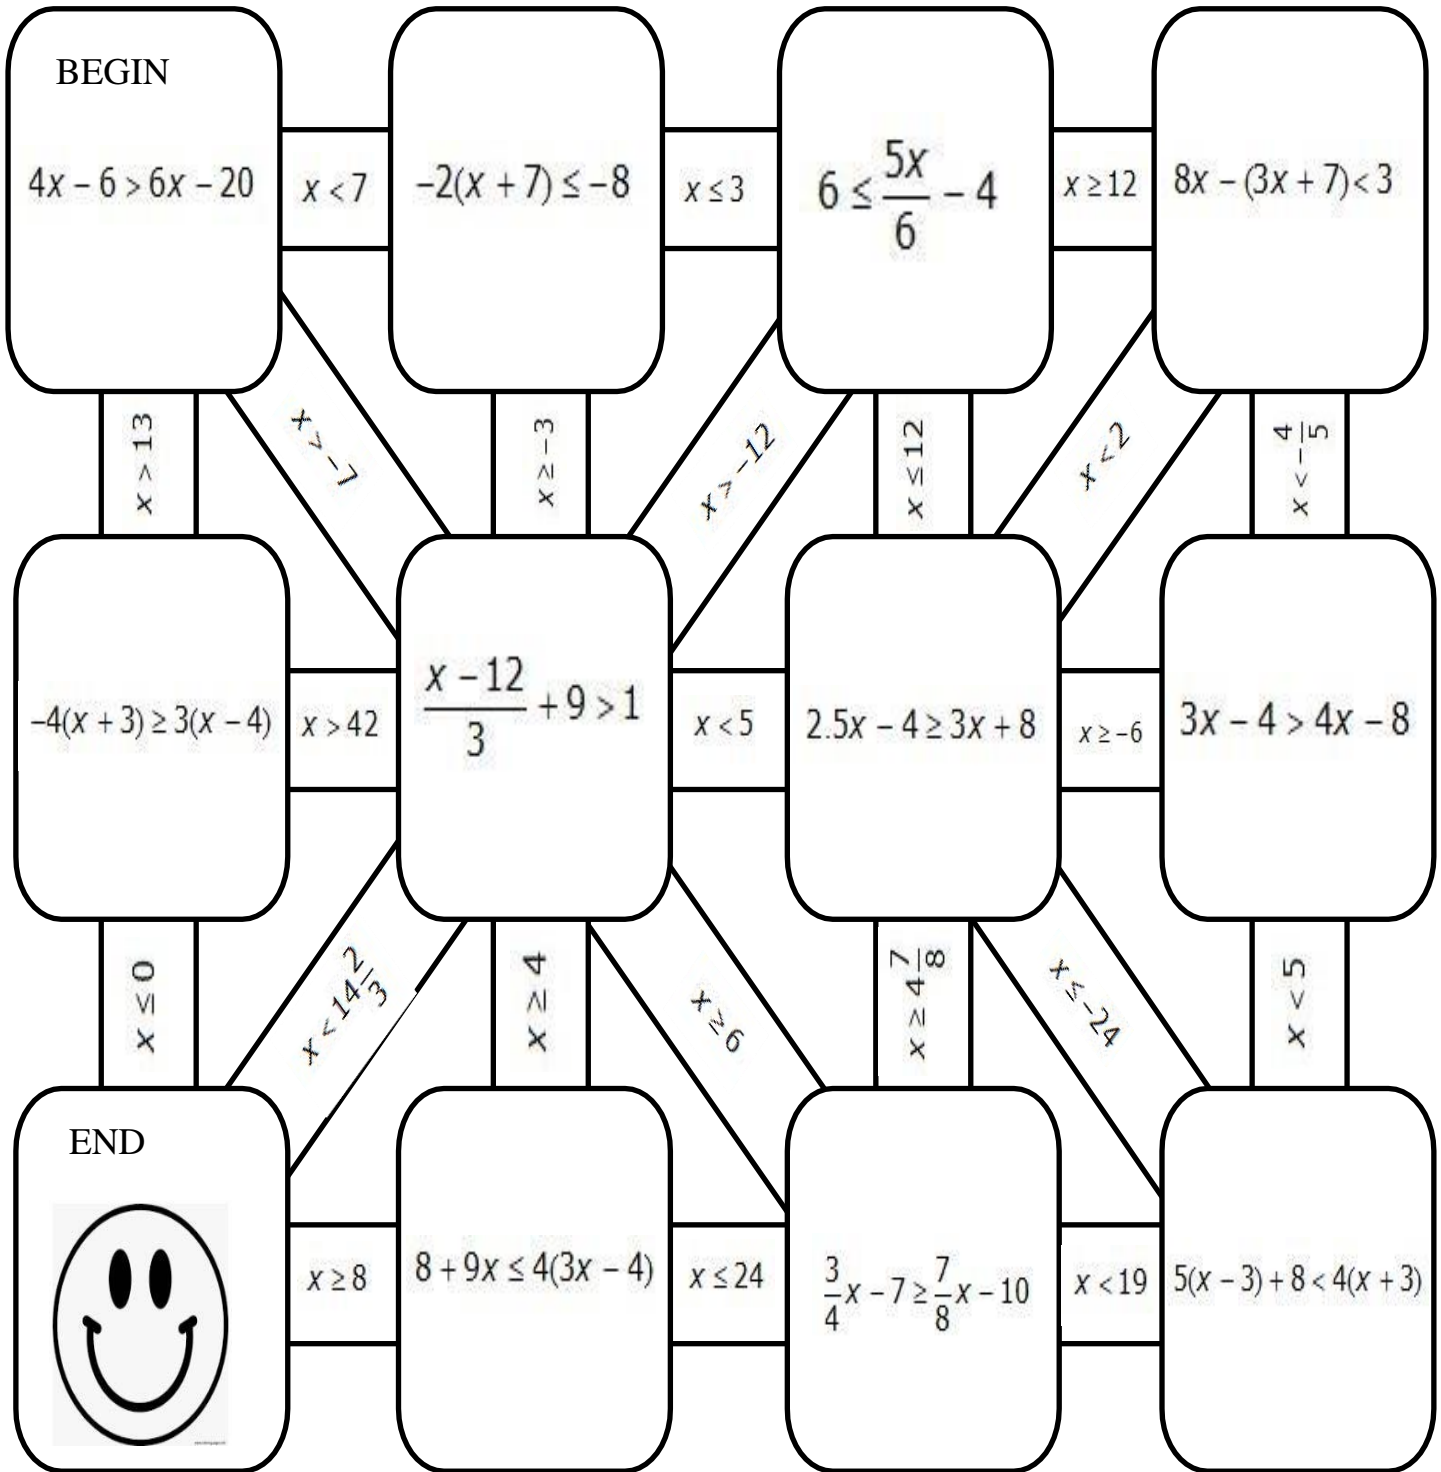 BEGIN
4x – 6 > 6x – 20
x < 7
–2(x + 7) ≤ –8
x ≤ 3
6 ≤ 5x/6 – 4
x ≥ 12
8x – (3x + 7) < 3
x > 13
x > –7
x ≥ –3
x > –12
x ≤ 12
x < 2
x < –4/5
–4(x + 3) ≥ 3(x – 4)
x > 42
x – 12/3 + 9 > 1
x < 5
2.5x – 4 ≥ 3x + 8
x ≥ –6
3x – 4 > 4x – 8
x ≤ 0
x < 14 2/3
x ≥ 4
x ≥ 6
x ≥ 4 7/8
x ≤ –24
x < 5
END
x ≥ 8
8 + 9x ≤ 4(3x – 4)
x ≤ 24
3/4x – 7 ≥ 7/8x – 10
x < 19
5(x – 3) + 8 < 4(x + 3)